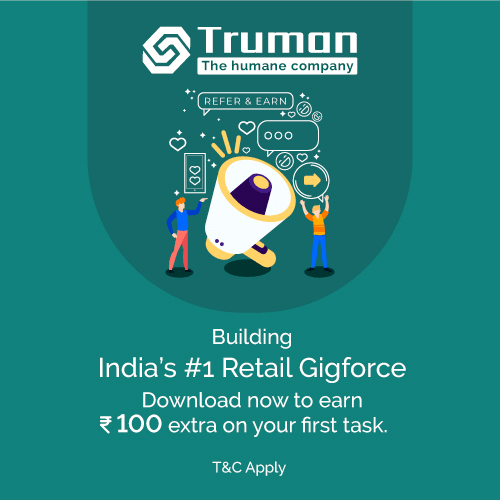 Truman
The humane company
REFER & EARN
Building
India's #1 Retail Gigforce
Download now to earn
₹ 100 extra on your first task.
T&C Apply